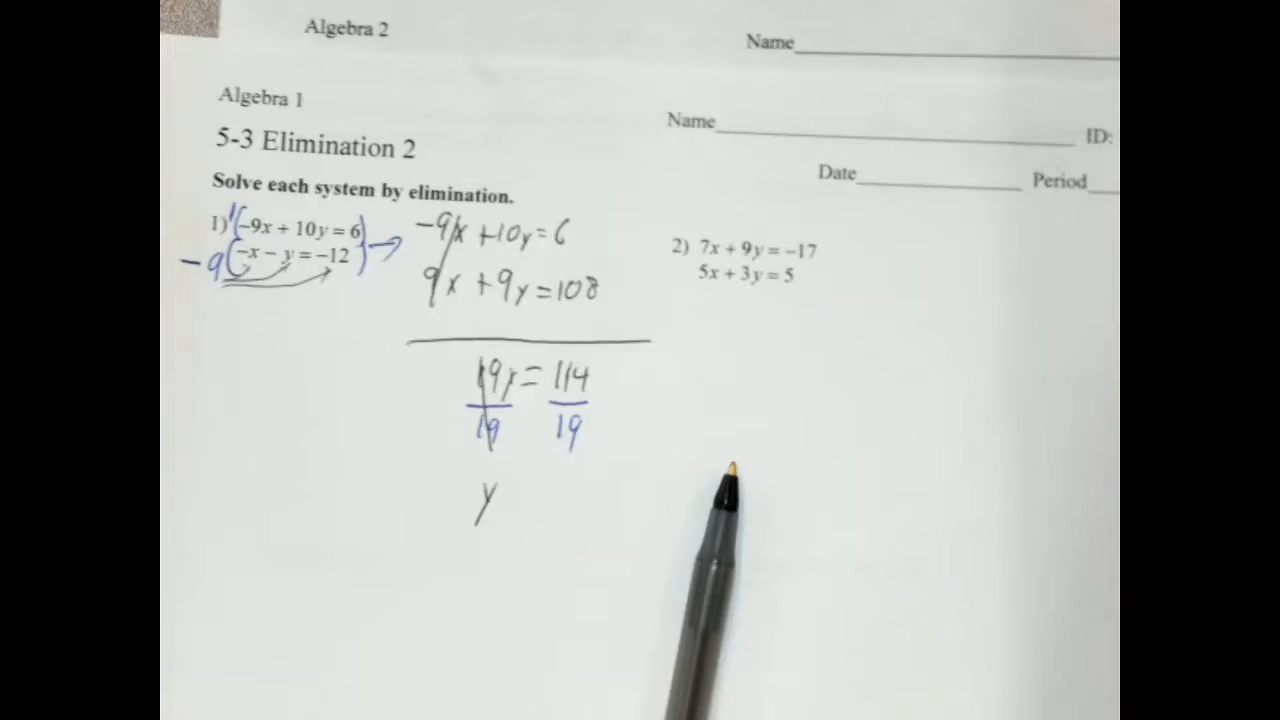 Algebra 2
Name
Algebra 1
Name ID:
5-3 Elimination 2
Date Period
Solve each system by elimination.
1) 1(-9x + 10y = 6)
-9(-x - y = -12)
-9x +10y = 6
9x + 9y = 108
19y = 114
19 19
y
2) 7x + 9y = -17
5x + 3y = 5